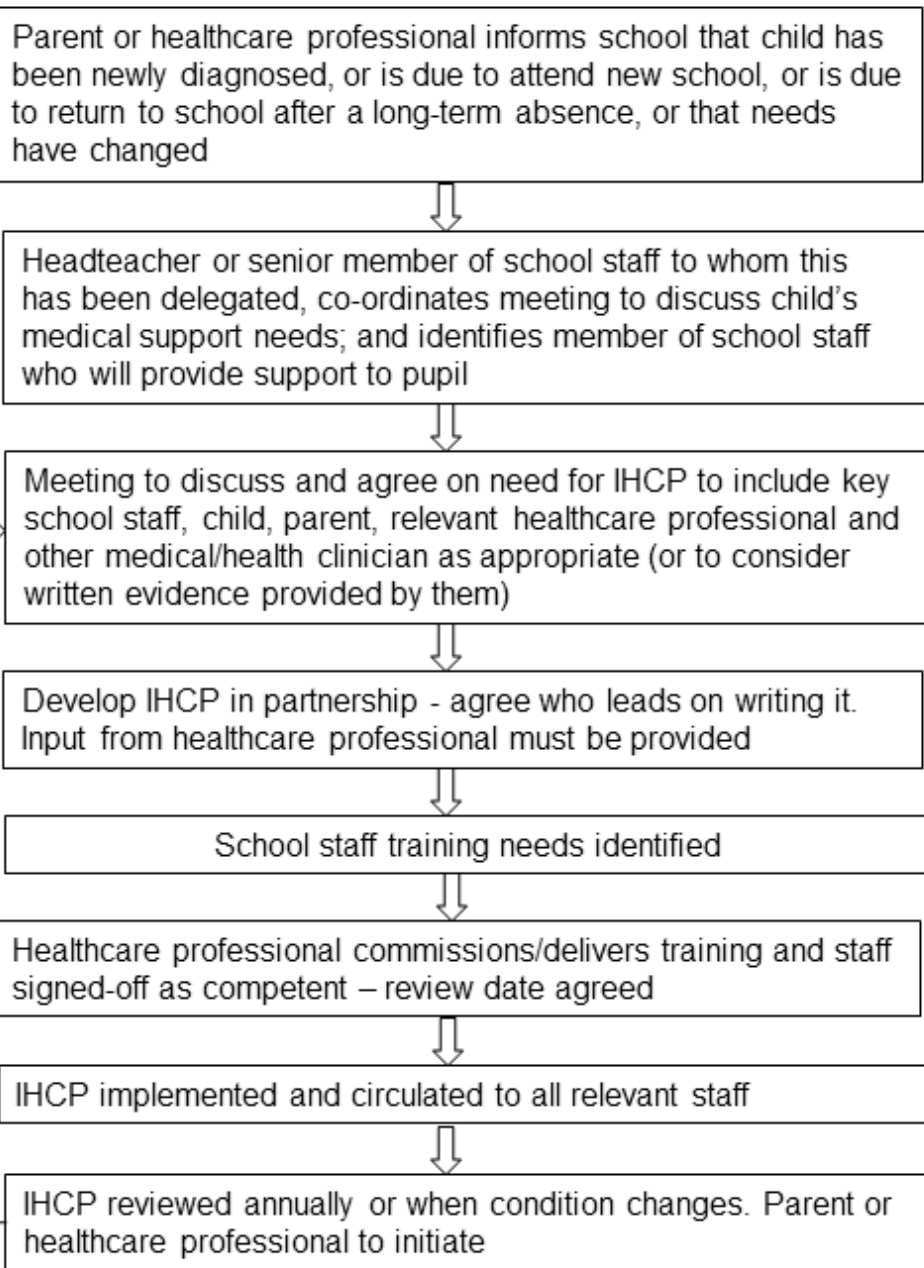 Parent or healthcare professional informs school that child has
been newly diagnosed, or is due to attend new school, or is due
to return to school after a long-term absence, or that needs
have changed
Headteacher or senior member of school staff to whom this
has been delegated, co-ordinates meeting to discuss child's
medical support needs; and identifies member of school staff
who will provide support to pupil
Meeting to discuss and agree on need for IHCP to include key
school staff, child, parent, relevant healthcare professional and
other medical/health clinician as appropriate (or to consider
written evidence provided by them)
Develop IHCP in partnership - agree who leads on writing it.
Input from healthcare professional must be provided
School staff training needs identified
Healthcare professional commissions/delivers training and staff
signed-off as competent – review date agreed
IHCP implemented and circulated to all relevant staff
IHCP reviewed annually or when condition changes. Parent or
healthcare professional to initiate